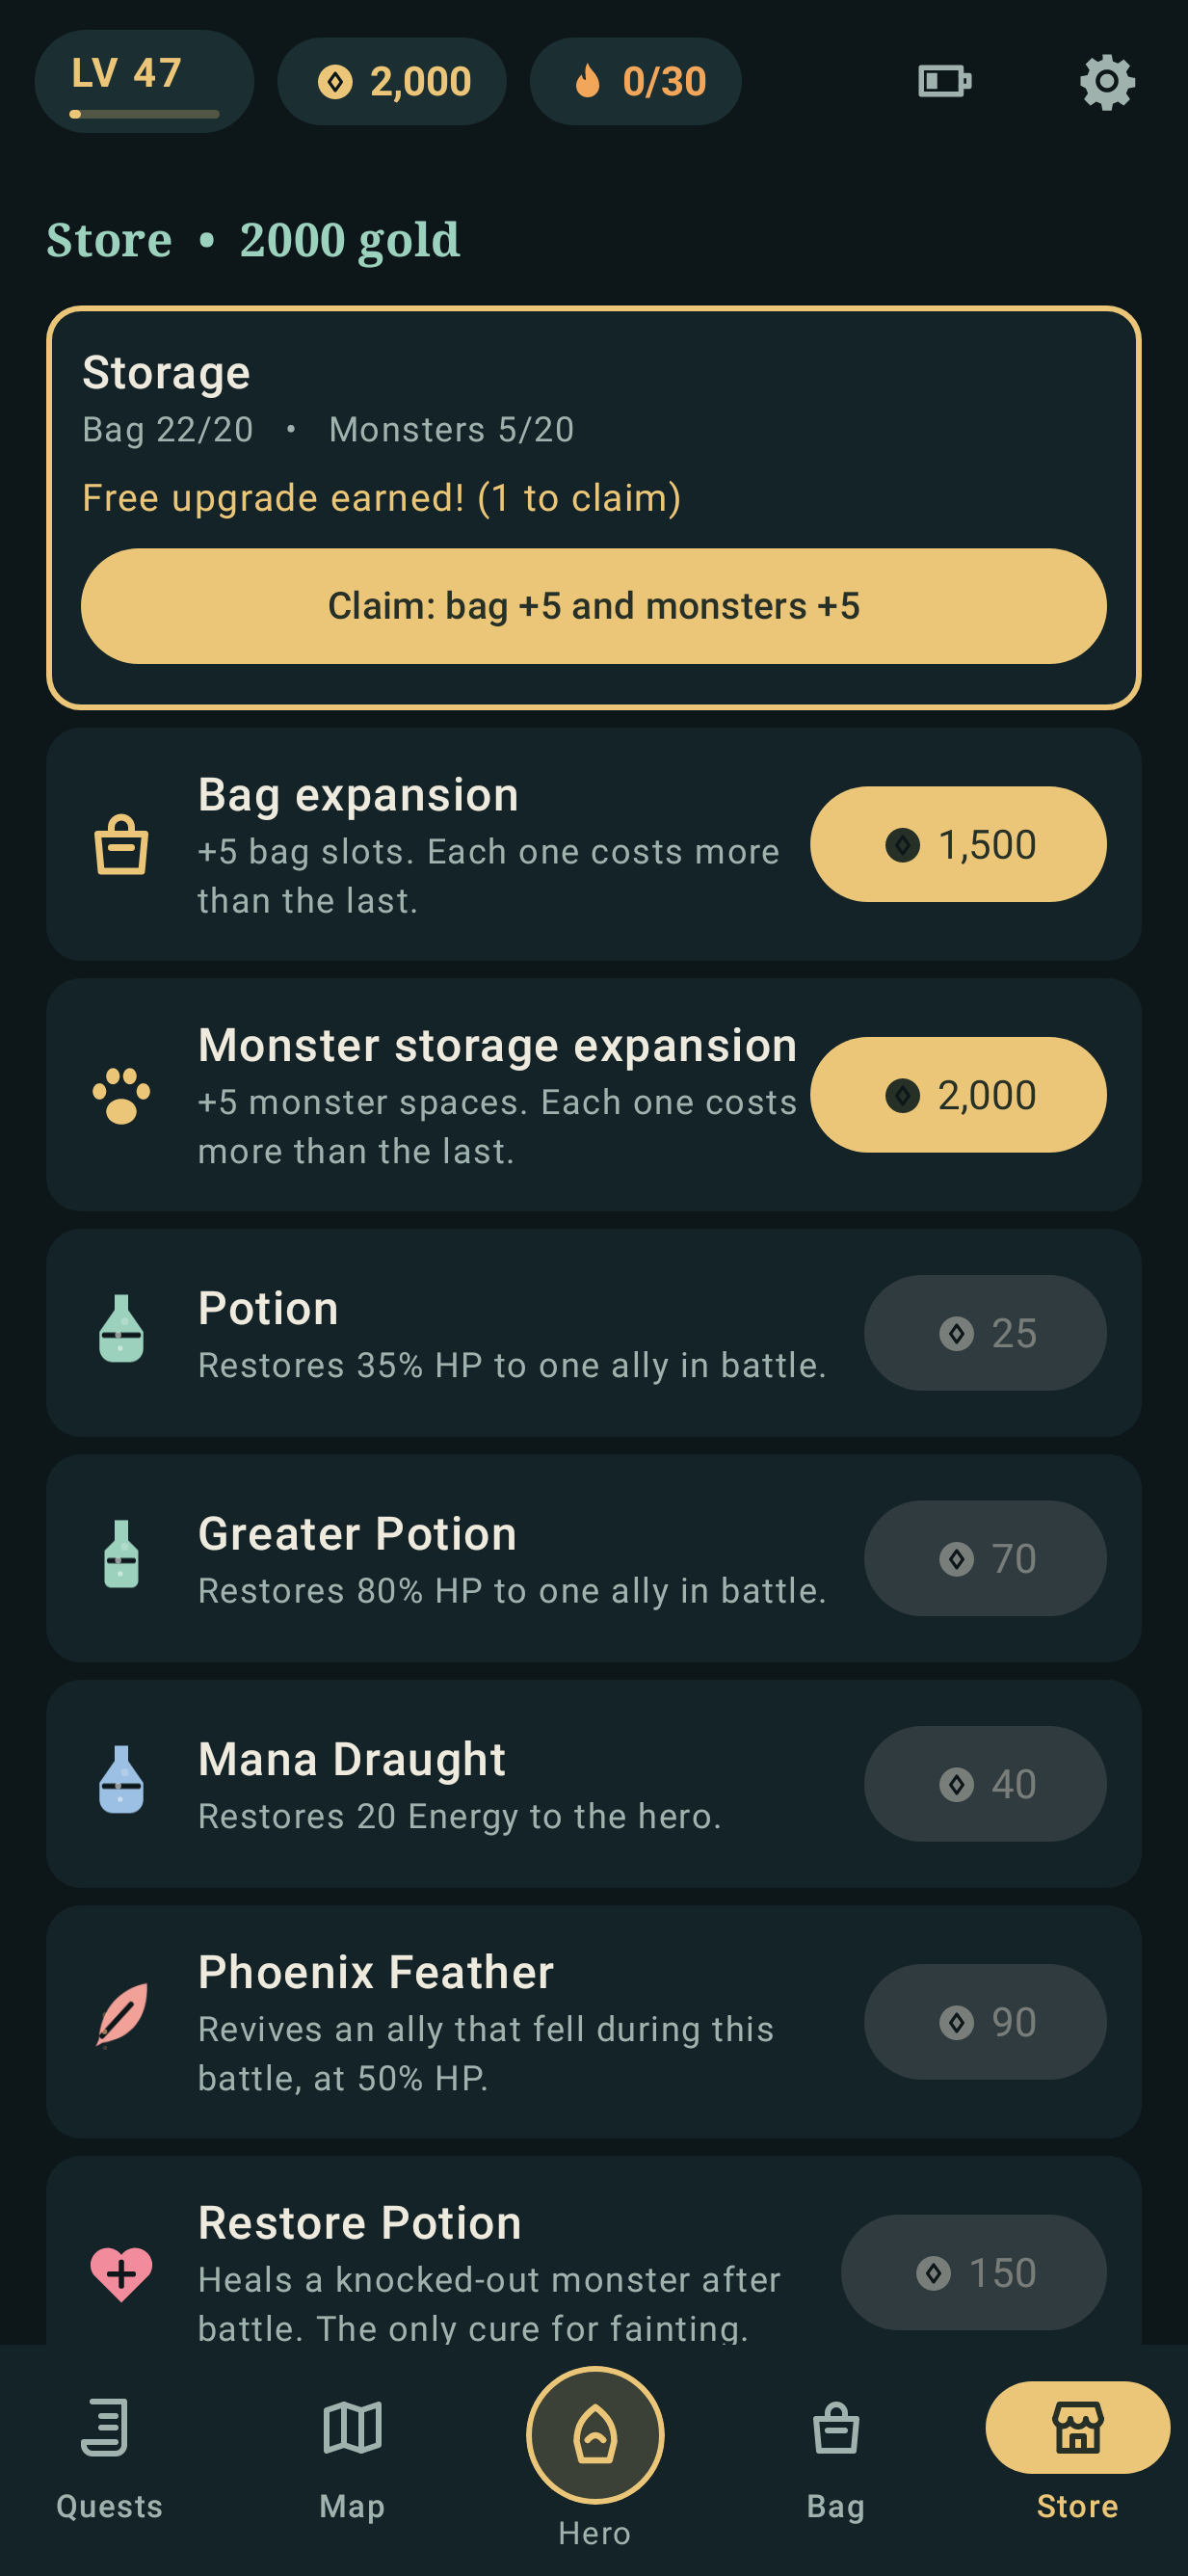 LV 47
2,000
0/30
Store • 2000 gold
Storage
Bag 22/20 • Monsters 5/20
Free upgrade earned! (1 to claim)
Claim: bag +5 and monsters +5
Bag expansion
+5 bag slots. Each one costs more
than the last.
1,500
Monster storage expansion
+5 monster spaces. Each one costs
more than the last.
2,000
Potion
Restores 35% HP to one ally in battle.
25
Greater Potion
Restores 80% HP to one ally in battle.
70
Mana Draught
Restores 20 Energy to the hero.
40
Phoenix Feather
Revives an ally that fell during this
battle, at 50% HP.
90
Restore Potion
Heals a knocked-out monster after
battle. The only cure for fainting.
150
Quests
Map
Hero
Bag
Store